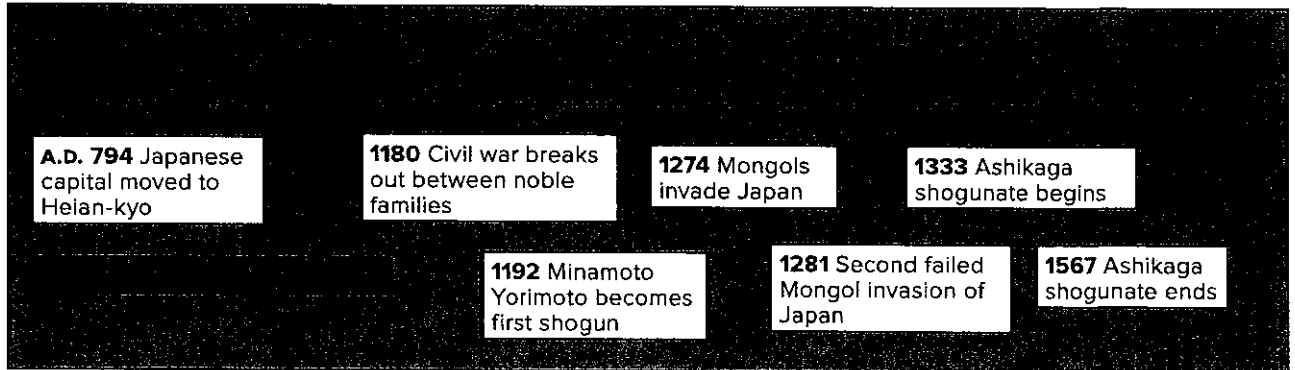 A.D. 794 Japanese
capital moved to
Heian-kyo
1180 Civil war breaks
out between noble
families
1192 Minamoto
Yorimoto becomes
first shogun
1274 Mongols
invade Japan
1281 Second failed
Mongol invasion of
Japan
1333 Ashikaga
shogunate begins
1567 Ashikaga
shogunate ends